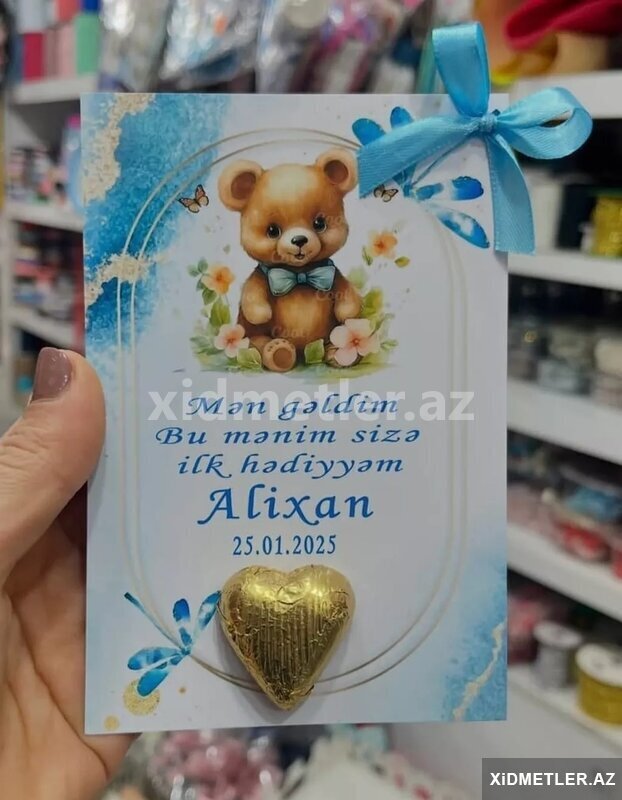 xidmetler.az
Mən gəldim
Bu mənim sizə
ilk hədiyyəm
Alixan
25.01.2025
XiDMETLER.AZ